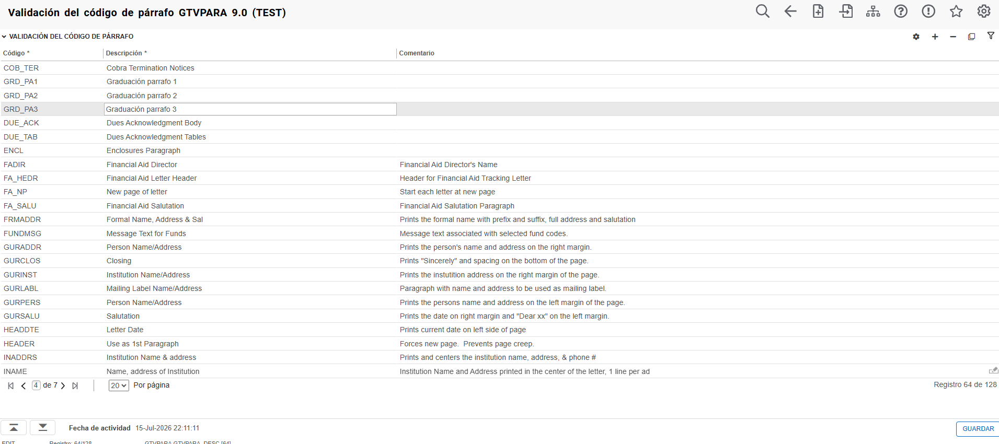 Validación del código de párrafo GTVPARA 9.0 (TEST)
VALIDACIÓN DEL CÓDIGO DE PÁRRAFO
Código * Descripción * Comentario
COB_TER Cobra Termination Notices
GRD_PA1 Graduación parrafo 1
GRD_PA2 Graduación parrafo 2
GRD_PA3 Graduación parrafo 3
DUE_ACK Dues Acknowledgment Body
DUE_TAB Dues Acknowledgment Tables
ENCL Enclosures Paragraph
FADIR Financial Aid Director Financial Aid Director's Name
FA_HEDR Financial Aid Letter Header Header for Financial Aid Tracking Letter
FA_NP New page of letter Start each letter at new page
FA_SALU Financial Aid Salutation Financial Aid Salutation Paragraph
FRMADDR Formal Name, Address & Sal Prints the formal name with prefix and suffix, full address and salutation
FUNDMSG Message Text for Funds Message text associated with selected fund codes.
GURADDR Person Name/Address Prints the person's name and address on the right margin.
GURCLOS Closing Prints "Sincerely" and spacing on the bottom of the page.
GURINST Institution Name/Address Prints the instutition address on the right margin of the page.
GURLABL Mailing Label Name/Address Paragraph with name and address to be used as mailing label.
GURPERS Person Name/Address Prints the persons name and address on the left margin of the page.
GURSALU Salutation Prints the date on right margin and "Dear xx" on the left margin.
HEADDTE Letter Date Prints current date on left side of page
HEADER Use as 1st Paragraph Forces new page.  Prevents page creep.
INADDRS Institution Name & address Prints and centers the institution name, address, & phone #
INAME Name, address of Institution Institution Name and Address printed in the center of the letter, 1 line per ad
4 de 7 20 Por página Registro 64 de 128
Fecha de actividad 15-Jul-2026 22:11:11 GUARDAR
EDIT Registro: 64/128 GTVPARA.GTVPARA_DESC [64]